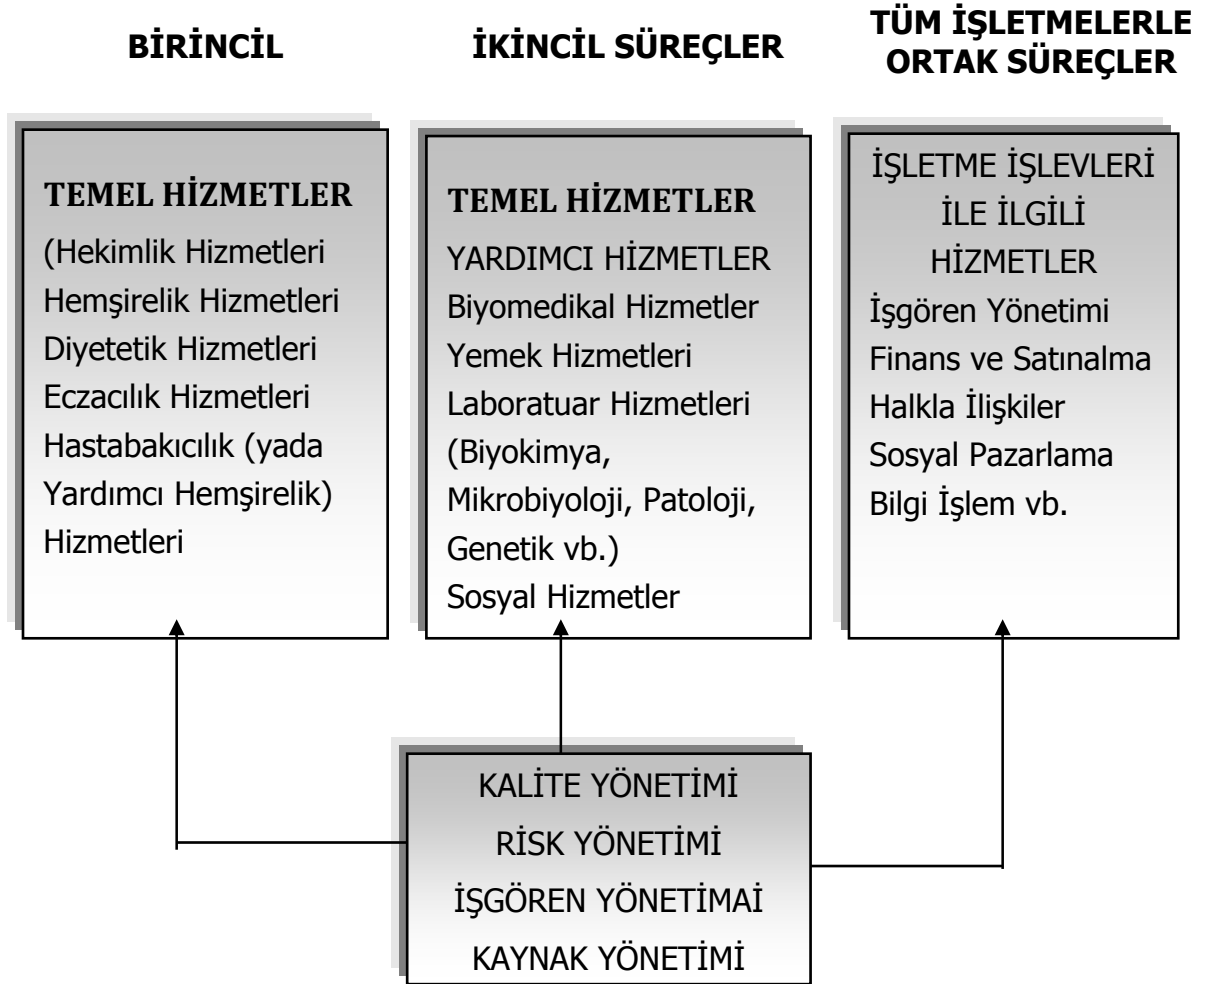 BİRİNCİL
İKİNCİL SÜREÇLER
TÜM İŞLETMELERLE
ORTAK SÜREÇLER
TEMEL HİZMETLER
(Hekimlik Hizmetleri
Hemşirelik Hizmetleri
Diyetetik Hizmetleri
Eczacılık Hizmetleri
Hastabakıcılık (yada
Yardımcı Hemşirelik)
Hizmetleri
TEMEL HİZMETLER
YARDIMCI HİZMETLER
Biyomedikal Hizmetler
Yemek Hizmetleri
Laboratuar Hizmetleri
(Biyokimya,
Mikrobiyoloji, Patoloji,
Genetik vb.)
Sosyal Hizmetler
İŞLETME İŞLEVLERİ
İLE İLGİLİ
HİZMETLER
İşgören Yönetimi
Finans ve Satınalma
Halkla İlişkiler
Sosyal Pazarlama
Bilgi İşlem vb.
KALİTE YÖNETİMİ
RİSK YÖNETİMİ
İŞGÖREN YÖNETİMAİ
KAYNAK YÖNETİMİ